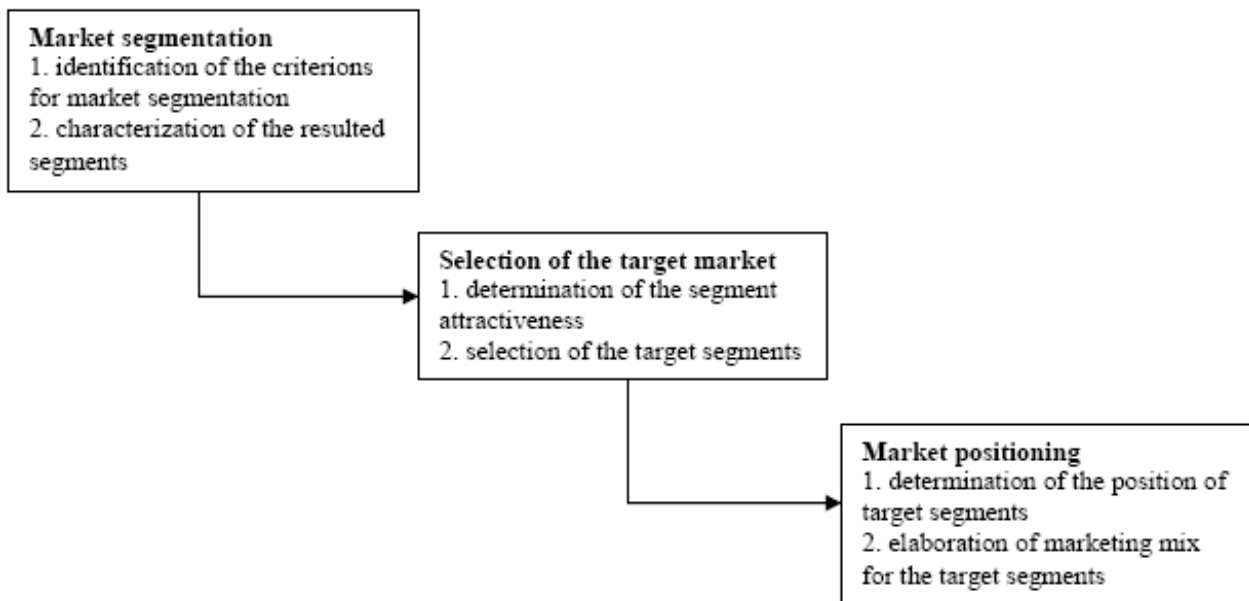 Market segmentation
1. identification of the criterions
for market segmentation
2. characterization of the resulted
segments
Selection of the target market
1. determination of the segment
attractiveness
2. selection of the target segments
Market positioning
1. determination of the position of
target segments
2. elaboration of marketing mix
for the target segments